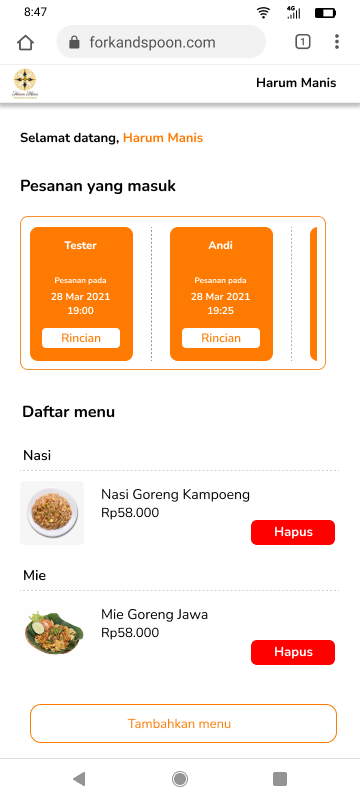 8:47
4G
forkandspoon.com
1
Harum Manis
Selamat datang, Harum Manis
Pesanan yang masuk
Tester
Pesanan pada
28 Mar 2021
19:00
Rincian
Andi
Pesanan pada
28 Mar 2021
19:25
Rincian
Daftar menu
Nasi
Nasi Goreng Kampoeng
Rp58.000
Hapus
Mie
Mie Goreng Jawa
Rp58.000
Hapus
Tambahkan menu